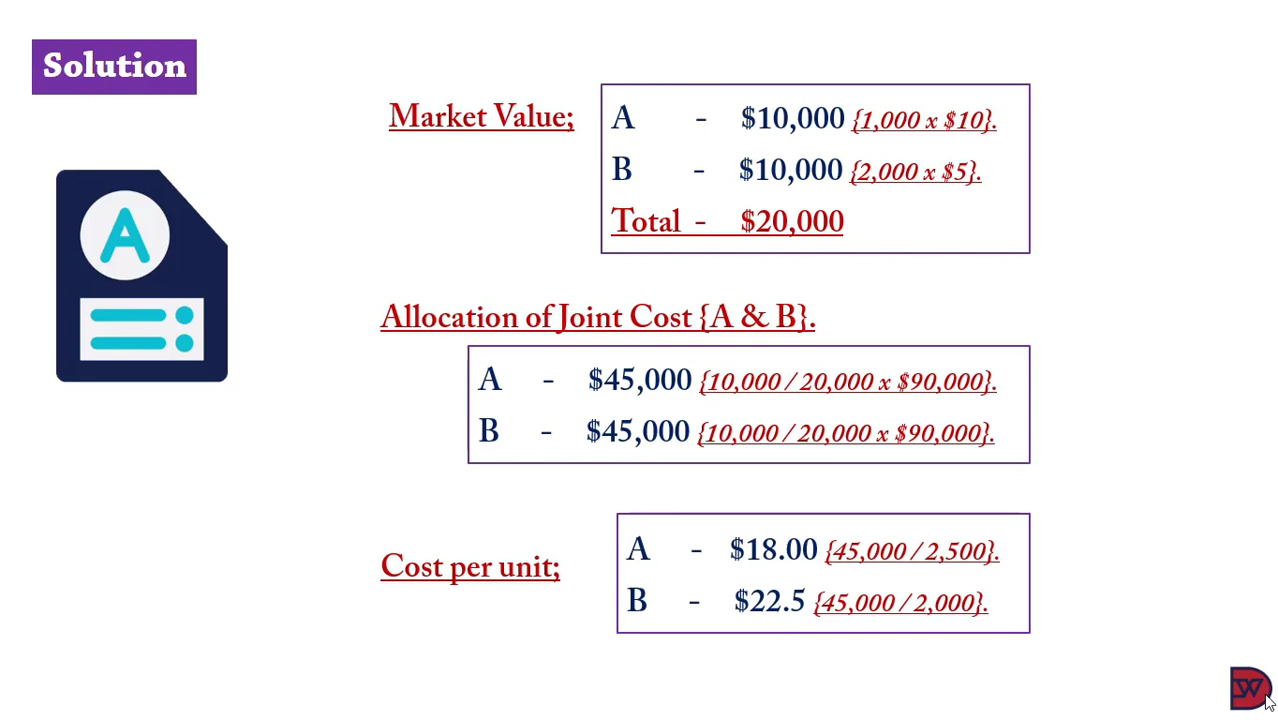 Solution
Market Value;
A - $10,000 {1,000 x $10}.
B - $10,000 {2,000 x $5}.
Total - $20,000
Allocation of Joint Cost {A & B}.
A - $45,000 {10,000 / 20,000 x $90,000}.
B - $45,000 {10,000 / 20,000 x $90,000}.
Cost per unit;
A - $18.00 {45,000 / 2,500}.
B - $22.5 {45,000 / 2,000}.
A
DW